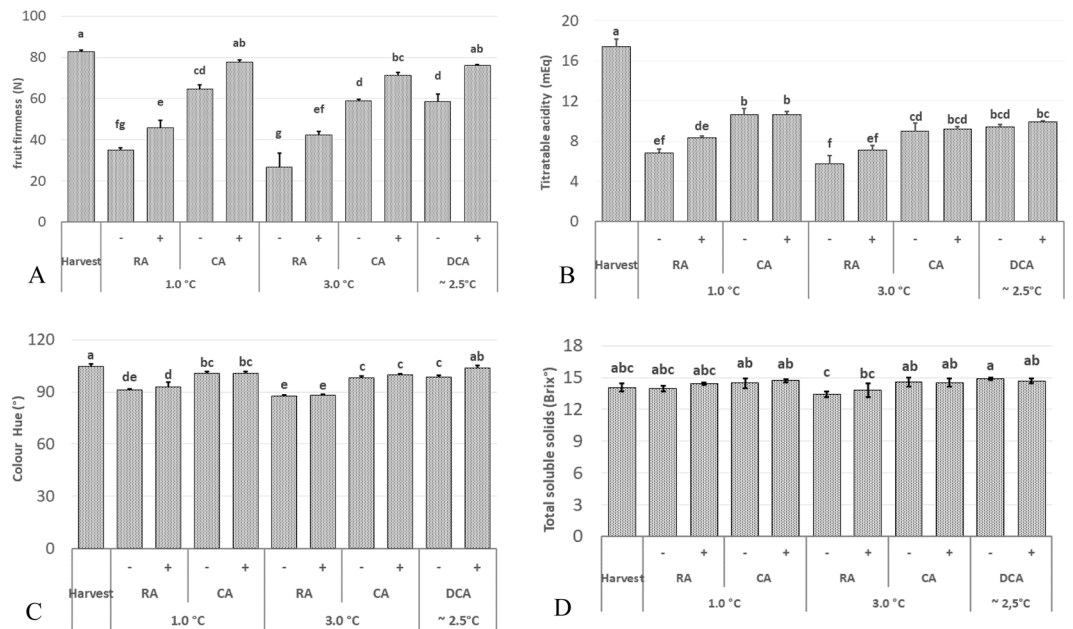 100
80
60
40
20
0
fruit firmness (N)
a
fg
e
cd
ab
g
ef
d
bc
d
ab
- + - + - + - + - +
Harvest RA CA RA CA DCA
1.0 °C 3.0 °C ~ 2.5°C
A
20
16
12
8
4
0
Titratable acidity (mEq)
a
ef
de
b
b
f
ef
cd
bcd
bcd
bc
- + - + - + - + - +
Harvest RA CA RA CA DCA
1.0 °C 3.0 °C ~ 2.5°C
B
120
90
60
30
0
Colour Hue (°)
a
de
d
bc
bc
e
e
c
c
c
ab
- + - + - + - + - +
Harvest RA CA RA CA DCA
1.0 °C 3.0 °C ~ 2.5°C
C
18
15
12
9
6
3
0
Total soluble solids (Brix°)
abc
abc
abc
ab
ab
c
bc
ab
ab
a
ab
- + - + - + - + - +
Harvest RA CA RA CA DCA
1.0 °C 3.0 °C ~ 2,5°C
D